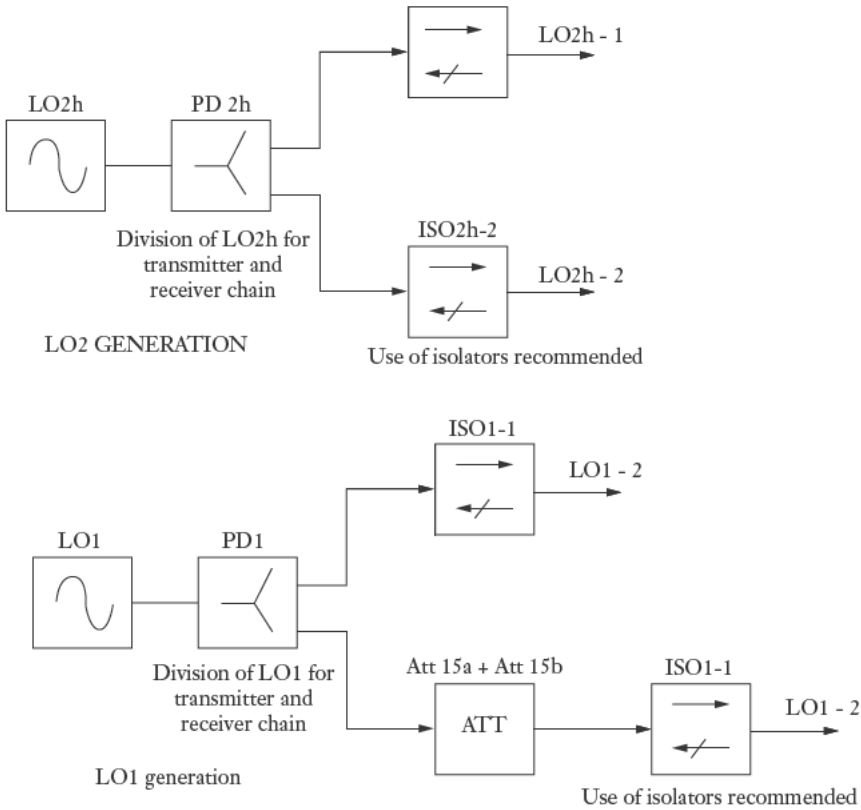 LO2h - 1
LO2h
PD 2h
Division of LO2h for
transmitter and
receiver chain
ISO2h-2
LO2h - 2
LO2 GENERATION
Use of isolators recommended
ISO1-1
LO1 - 2
LO1
PD1
Division of LO1 for
transmitter and
receiver chain
Att 15a + Att 15b
ATT
ISO1-1
LO1 - 2
LO1 generation
Use of isolators recommended